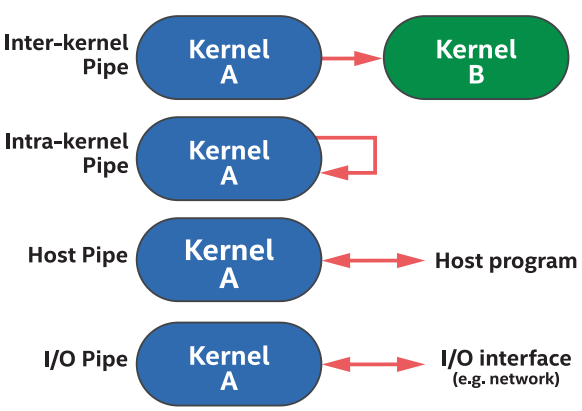 Inter-kernel
Pipe
Kernel
A
Kernel
B
Intra-kernel
Pipe
Kernel
A
Host Pipe
Kernel
A
Host program
I/O Pipe
Kernel
A
I/O interface
(e.g. network)